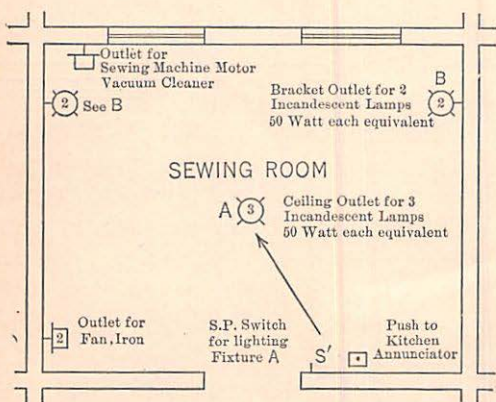 Outlet for
Sewing Machine Motor
Vacuum Cleaner
2 See B
Bracket Outlet for 2
Incandescent Lamps
50 Watt each equivalent
B
2
SEWING ROOM
A 3
Ceiling Outlet for 3
Incandescent Lamps
50 Watt each equivalent
2
Outlet for
Fan, Iron
S.P. Switch
for lighting
Fixture A
S'
Push to
Kitchen
Annunciator